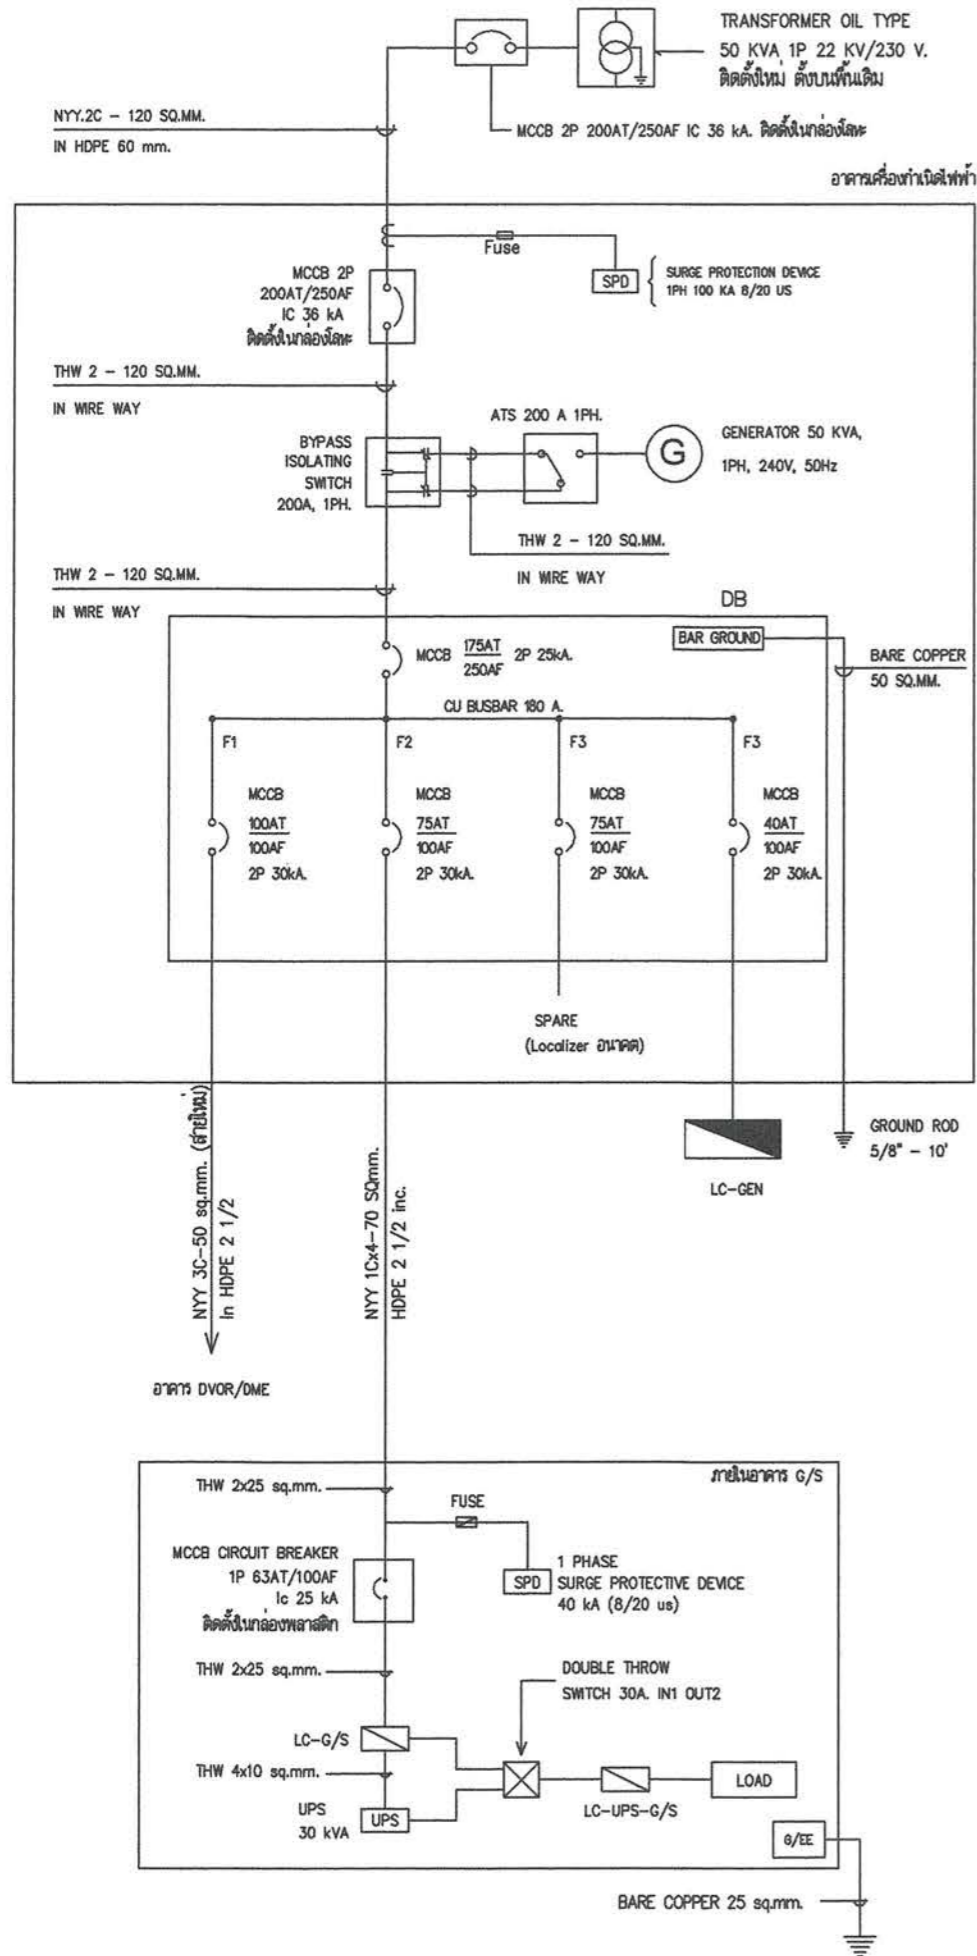 TRANSFORMER OIL TYPE
50 KVA 1P 22 KV/230 V.
ติดตั้งใหม่ ตั้งบนพื้นเดิม
NYY.2C - 120 SQ.MM.
IN HDPE 60 mm.
MCCB 2P 200AT/250AF IC 36 kA. ติดตั้งในกล่องโลหะ
อาคารเครื่องกำเนิดไฟฟ้า
Fuse
MCCB 2P
200AT/250AF
IC 36 kA
ติดตั้งในกล่องโลหะ
SPD
SURGE PROTECTION DEVICE
1PH 100 KA 8/20 US
THW 2 - 120 SQ.MM.
IN WIRE WAY
ATS 200 A 1PH.
BYPASS
ISOLATING
SWITCH
200A, 1PH.
G
GENERATOR 50 KVA,
1PH, 240V, 50Hz
THW 2 - 120 SQ.MM.
IN WIRE WAY
THW 2 - 120 SQ.MM.
IN WIRE WAY
DB
BAR GROUND
MCCB 175AT
250AF
2P 25kA.
BARE COPPER
50 SQ.MM.
CU BUSBAR 180 A.
F1
F2
F3
F3
MCCB
100AT
100AF
2P 30kA.
MCCB
75AT
100AF
2P 30kA.
MCCB
75AT
100AF
2P 30kA.
MCCB
40AT
100AF
2P 30kA.
SPARE
(Localizer อนาคต)
NYY 3C-50 sq.mm. (สายใหม่)
In HDPE 2 1/2
NYY 1Cx4-70 SQmm.
HDPE 2 1/2 inc.
LC-GEN
GROUND ROD
5/8" - 10'
อาคาร DVOR/DME
ภายในอาคาร G/S
THW 2x25 sq.mm.
FUSE
MCCB CIRCUIT BREAKER
1P 63AT/100AF
Ic 25 kA
ติดตั้งในกล่องพลาสติก
SPD
1 PHASE
SURGE PROTECTIVE DEVICE
40 kA (8/20 us)
THW 2x25 sq.mm.
DOUBLE THROW
SWITCH 30A. IN1 OUT2
LC-G/S
THW 4x10 sq.mm.
UPS
30 kVA
UPS
LC-UPS-G/S
LOAD
G/EE
BARE COPPER 25 sq.mm.